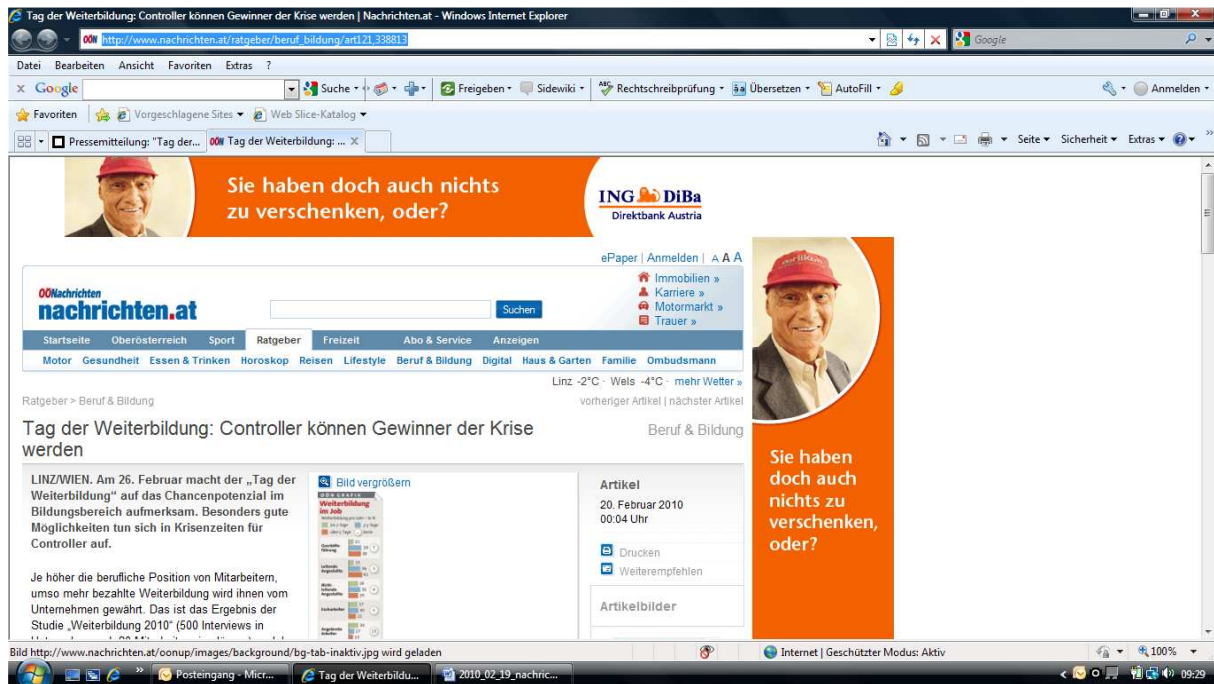 Tag der Weiterbildung: Controller können Gewinner der Krise werden | Nachrichten.at - Windows Internet Explorer
OÖN http://www.nachrichten.at/ratgeber/beruf_bildung/art121,338813
Google
Datei Bearbeiten Ansicht Favoriten Extras ?
x Google Suche Freigeben Sidewiki Rechtschreibprüfung Übersetzen AutoFill Anmelden
Favoriten Vorgeschlagene Sites Web Slice-Katalog
Pressemitteilung: "Tag der... OÖN Tag der Weiterbildung: ... X
Seite Sicherheit Extras
Sie haben doch auch nichts
zu verschenken, oder?
ING DiBa
Direktbank Austria
ePaper | Anmelden | A A A
OÖNachrichten
nachrichten.at
Suchen
Immobilien »
Karriere »
Motormarkt »
Trauer »
Startseite Oberösterreich Sport Ratgeber Freizeit Abo & Service Anzeigen
Motor Gesundheit Essen & Trinken Horoskop Reisen Lifestyle Beruf & Bildung Digital Haus & Garten Familie Ombudsmann
Linz -2°C · Wels -4°C · mehr Wetter »
Ratgeber > Beruf & Bildung
vorheriger Artikel | nächster Artikel
Tag der Weiterbildung: Controller können Gewinner der Krise
werden
Beruf & Bildung
LINZ/WIEN. Am 26. Februar macht der „Tag der
Weiterbildung“ auf das Chancenpotenzial im
Bildungsbereich aufmerksam. Besonders gute
Möglichkeiten tun sich in Krisenzeiten für
Controller auf.
Je höher die berufliche Position von Mitarbeitern,
umso mehr bezahlte Weiterbildung wird ihnen vom
Unternehmen gewährt. Das ist das Ergebnis der
Studie „Weiterbildung 2010“ (500 Interviews in
Bild vergrößern
OÖN GRAFIK
Weiterbildung
im Job
Artikel
20. Februar 2010
00:04 Uhr
Drucken
Weiterempfehlen
Artikelbilder
oerlikon
Sie haben
doch auch
nichts zu
verschenken,
oder?
Bild http://www.nachrichten.at/oonup/images/background/bg-tab-inaktiv.jpg wird geladen
Internet | Geschützter Modus: Aktiv
100%
Posteingang - Micr... Tag der Weiterbildu... 2010_02_19_nachric...
09:29